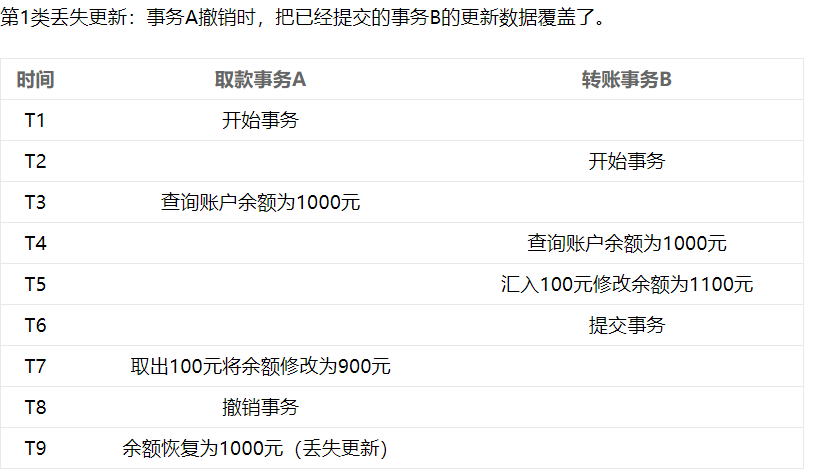 第1类丢失更新：事务A撤销时，把已经提交的事务B的更新数据覆盖了。
时间 取款事务A 转账事务B
T1 开始事务
T2 开始事务
T3 查询账户余额为1000元
T4 查询账户余额为1000元
T5 汇入100元修改余额为1100元
T6 提交事务
T7 取出100元将余额修改为900元
T8 撤销事务
T9 余额恢复为1000元（丢失更新）